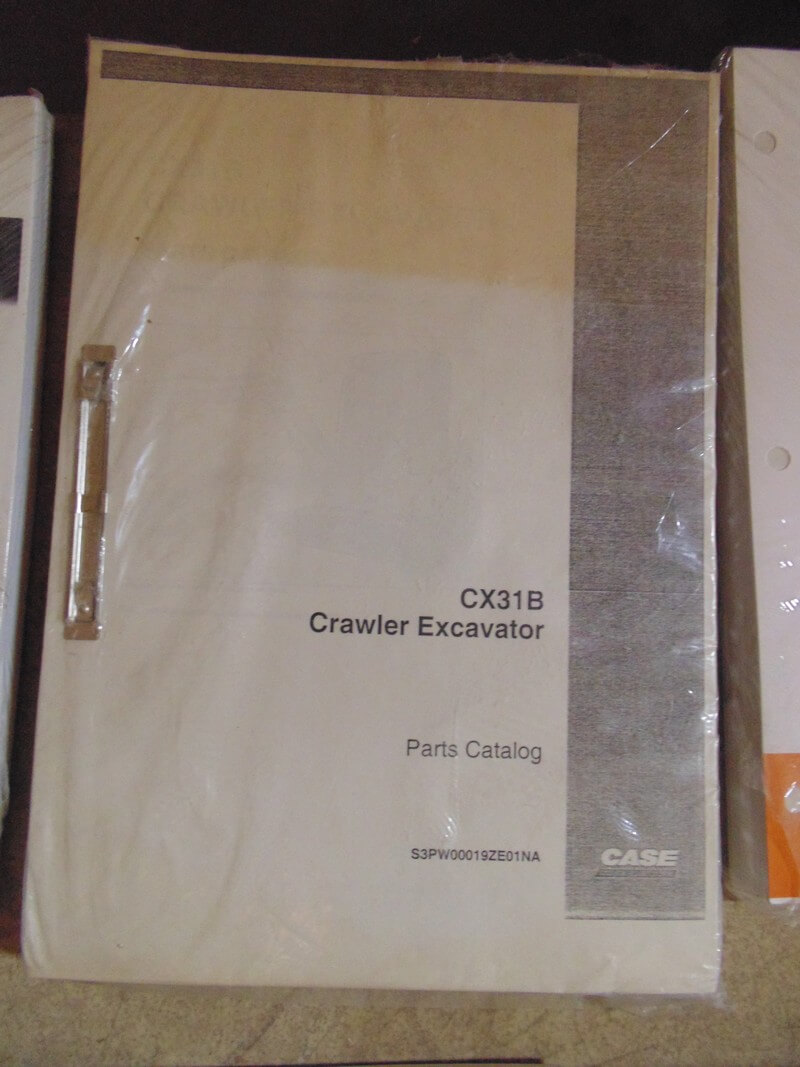 CX31B
Crawler Excavator
Parts Catalog
S3PW00019ZE01NA
CASE